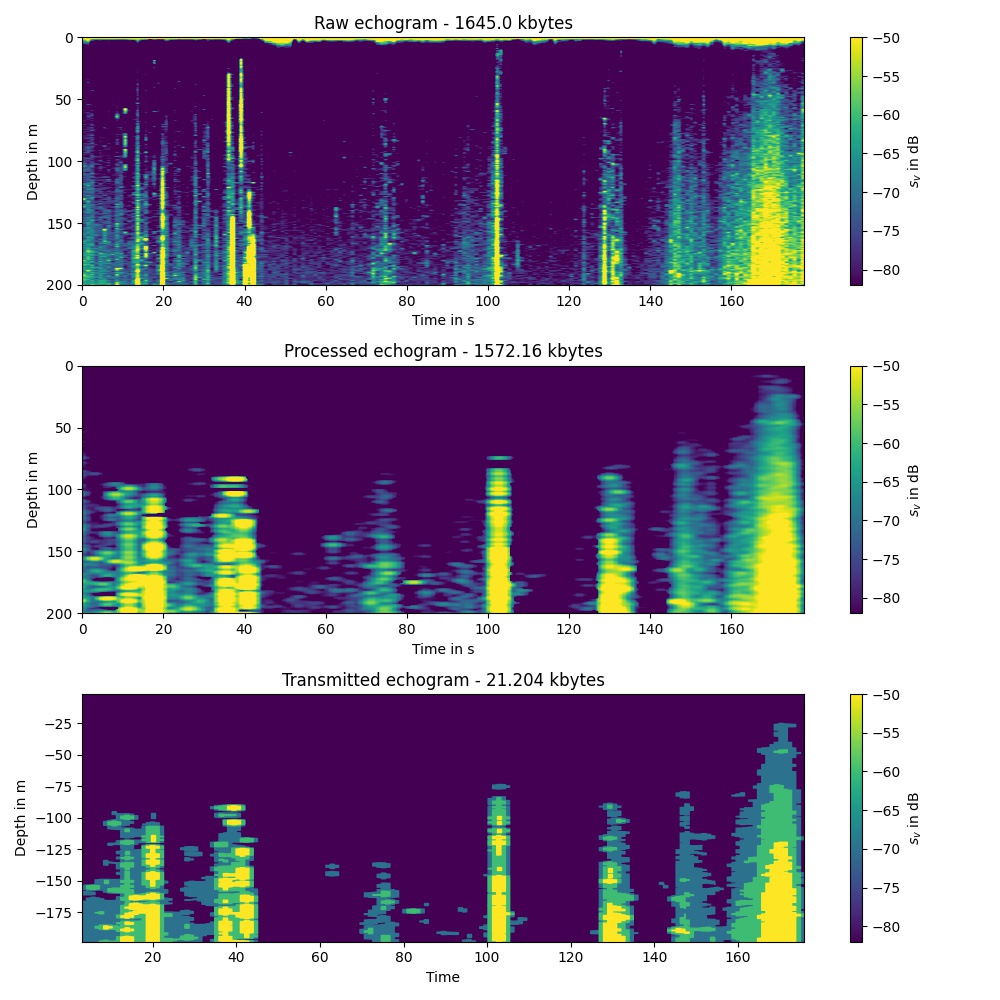 Raw echogram - 1645.0 kbytes
0
50
100
150
200
Depth in m
0 20 40 60 80 100 120 140 160
Time in s
−50
−55
−60
−65
−70
−75
−80
s_v in dB
Processed echogram - 1572.16 kbytes
0
50
100
150
200
Depth in m
0 20 40 60 80 100 120 140 160
Time in s
−50
−55
−60
−65
−70
−75
−80
s_v in dB
Transmitted echogram - 21.204 kbytes
−25
−50
−75
−100
−125
−150
−175
Depth in m
20 40 60 80 100 120 140 160
Time
−50
−55
−60
−65
−70
−75
−80
s_v in dB